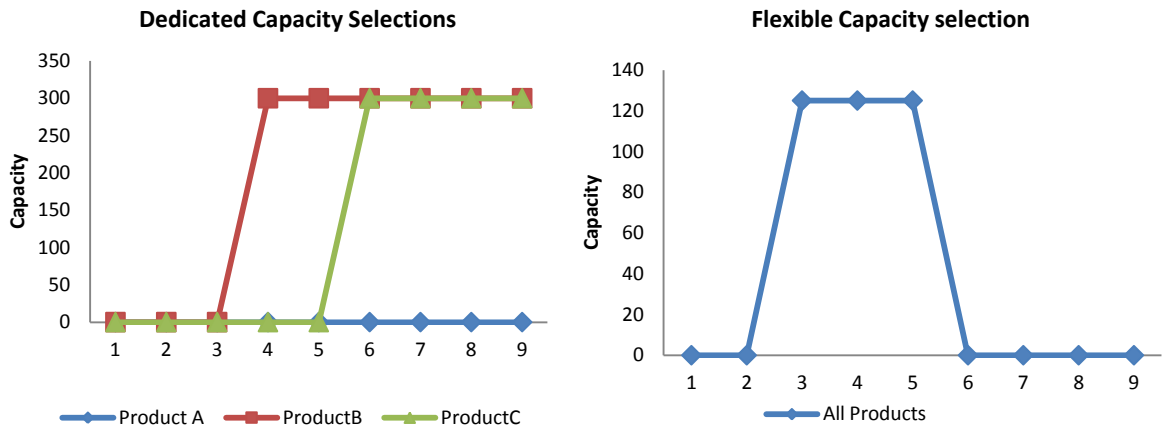 Dedicated Capacity Selections
350
300
250
200
150
100
50
0
Capacity
1 2 3 4 5 6 7 8 9
Product A ProductB ProductC
Flexible Capacity selection
140
120
100
80
60
40
20
0
Capacity
1 2 3 4 5 6 7 8 9
All Products